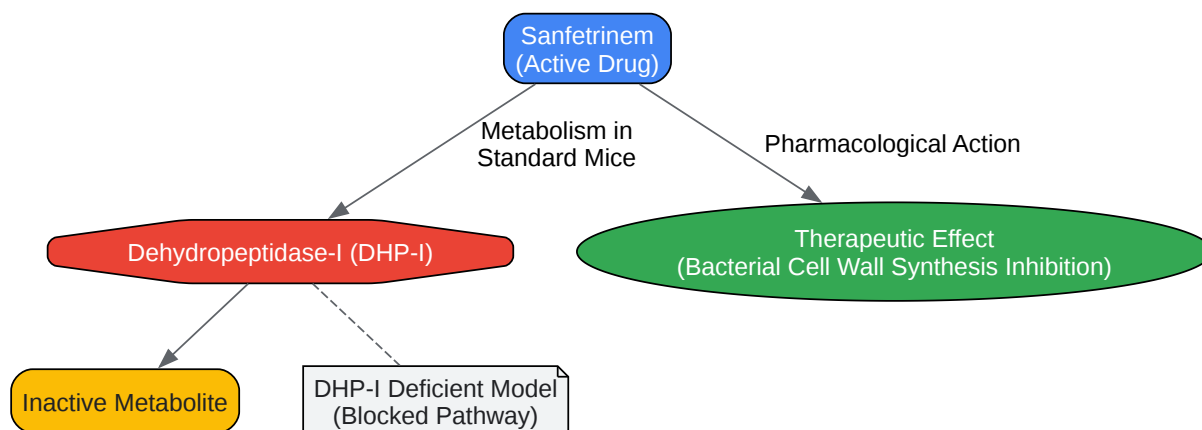 Sanfetrinem
(Active Drug)
Metabolism in
Standard Mice
Pharmacological Action
Dehydropeptidase-I (DHP-I)
Therapeutic Effect
(Bacterial Cell Wall Synthesis Inhibition)
Inactive Metabolite
DHP-I Deficient Model
(Blocked Pathway)